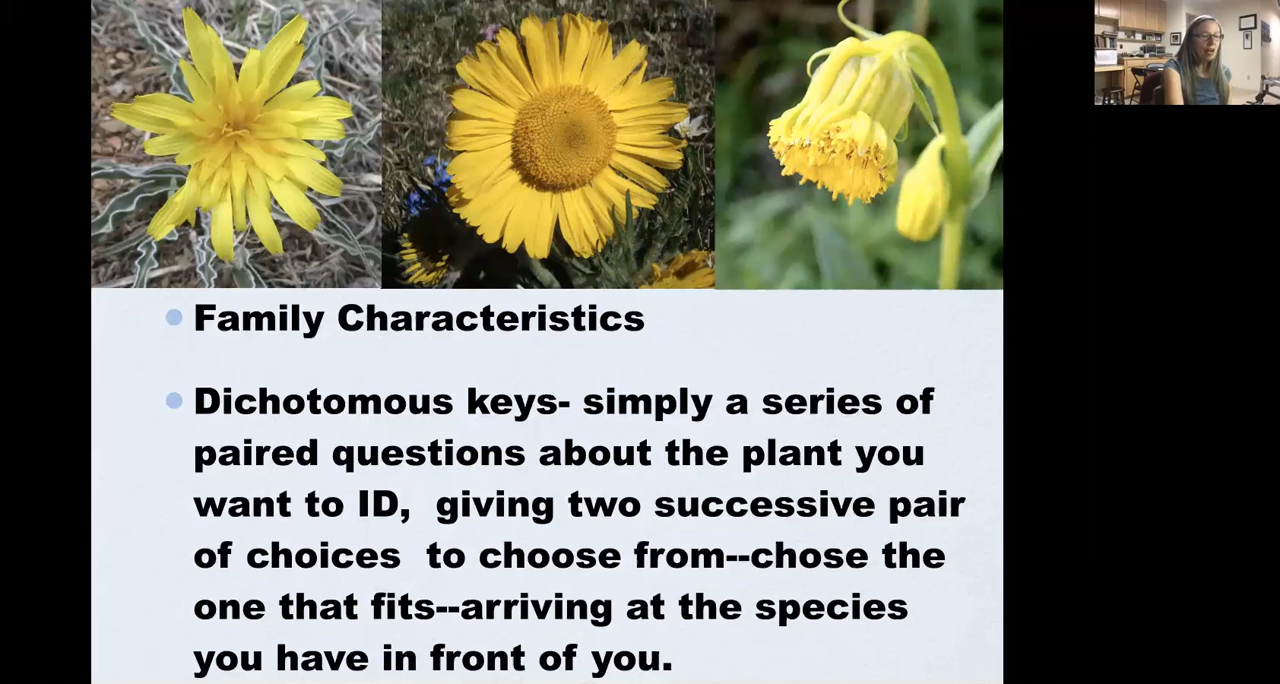 Family Characteristics
Dichotomous keys- simply a series of
paired questions about the plant you
want to ID,  giving two successive pair
of choices  to choose from--chose the
one that fits--arriving at the species
you have in front of you.